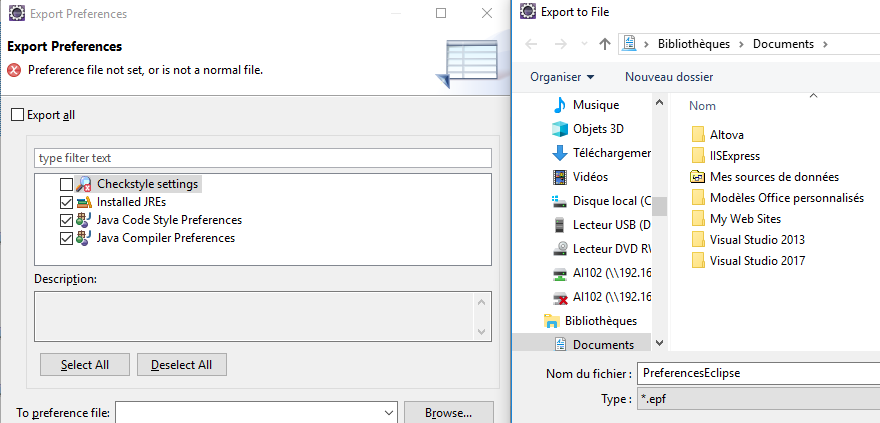 Export Preferences
Export Preferences
Preference file not set, or is not a normal file.
Export all
type filter text
Checkstyle settings
Installed JREs
Java Code Style Preferences
Java Compiler Preferences
Description:
Select All
Deselect All
To preference file:
Browse...
Export to File
Bibliothèques
Documents
Organiser
Nouveau dossier
Musique
Objets 3D
Téléchargemer
Vidéos
Disque local (C
Lecteur USB (D
Lecteur DVD RW
AI102 (\\192.16
AI102 (\\192.16
Bibliothèques
Documents
Nom
Altova
IISExpress
Mes sources de données
Modèles Office personnalisés
My Web Sites
Visual Studio 2013
Visual Studio 2017
Nom du fichier :
PreferencesEclipse
Type :
*.epf